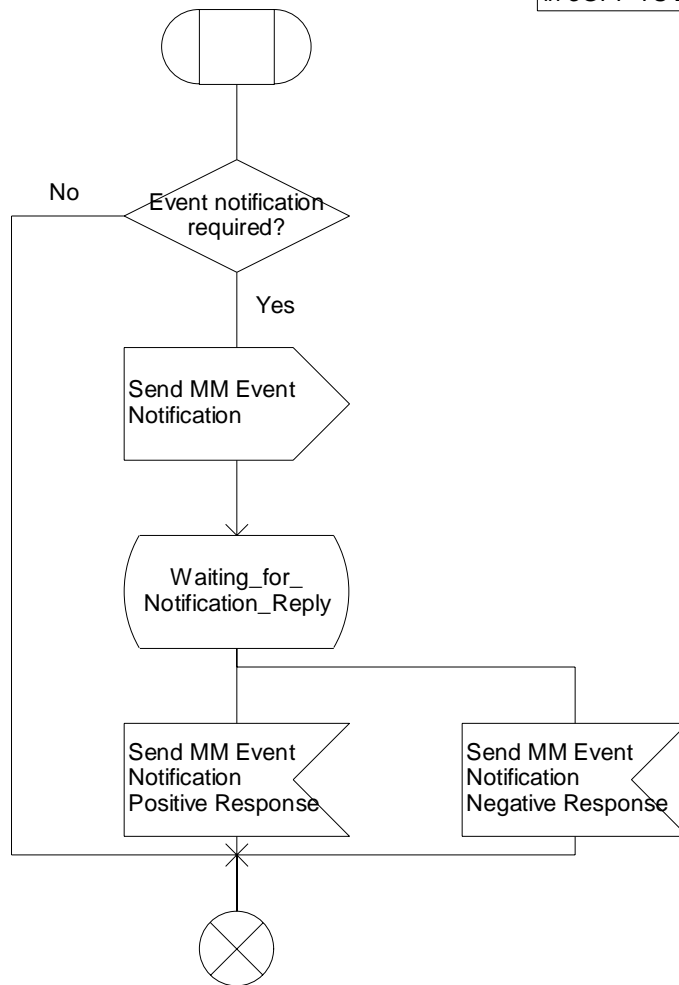 No
Event notification
required?
Yes
Send MM Event
Notification
Waiting_for_
Notification_Reply
Send MM Event
Notification
Positive Response
Send MM Event
Notification
Negative Response